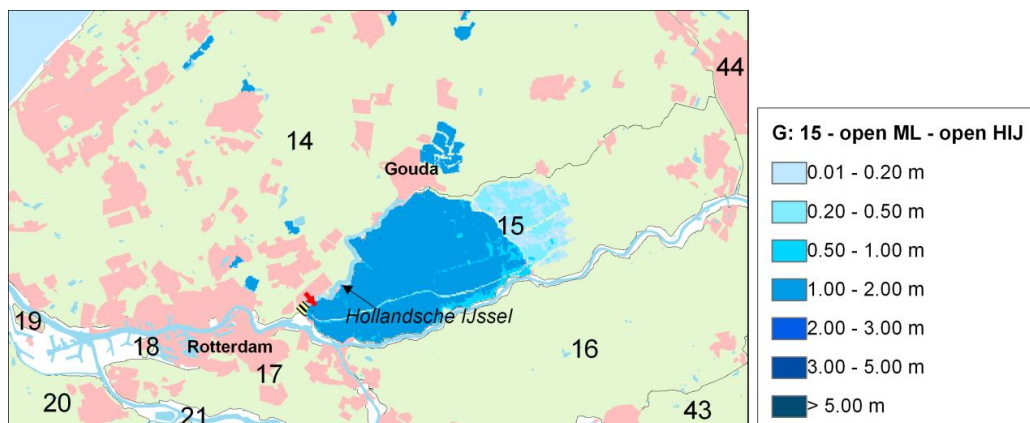 44
14
Gouda
15
Hollandsche IJssel
19
18
Rotterdam
16
17
20
21
43
G: 15 - open ML - open HIJ
0.01 - 0.20 m
0.20 - 0.50 m
0.50 - 1.00 m
1.00 - 2.00 m
2.00 - 3.00 m
3.00 - 5.00 m
> 5.00 m